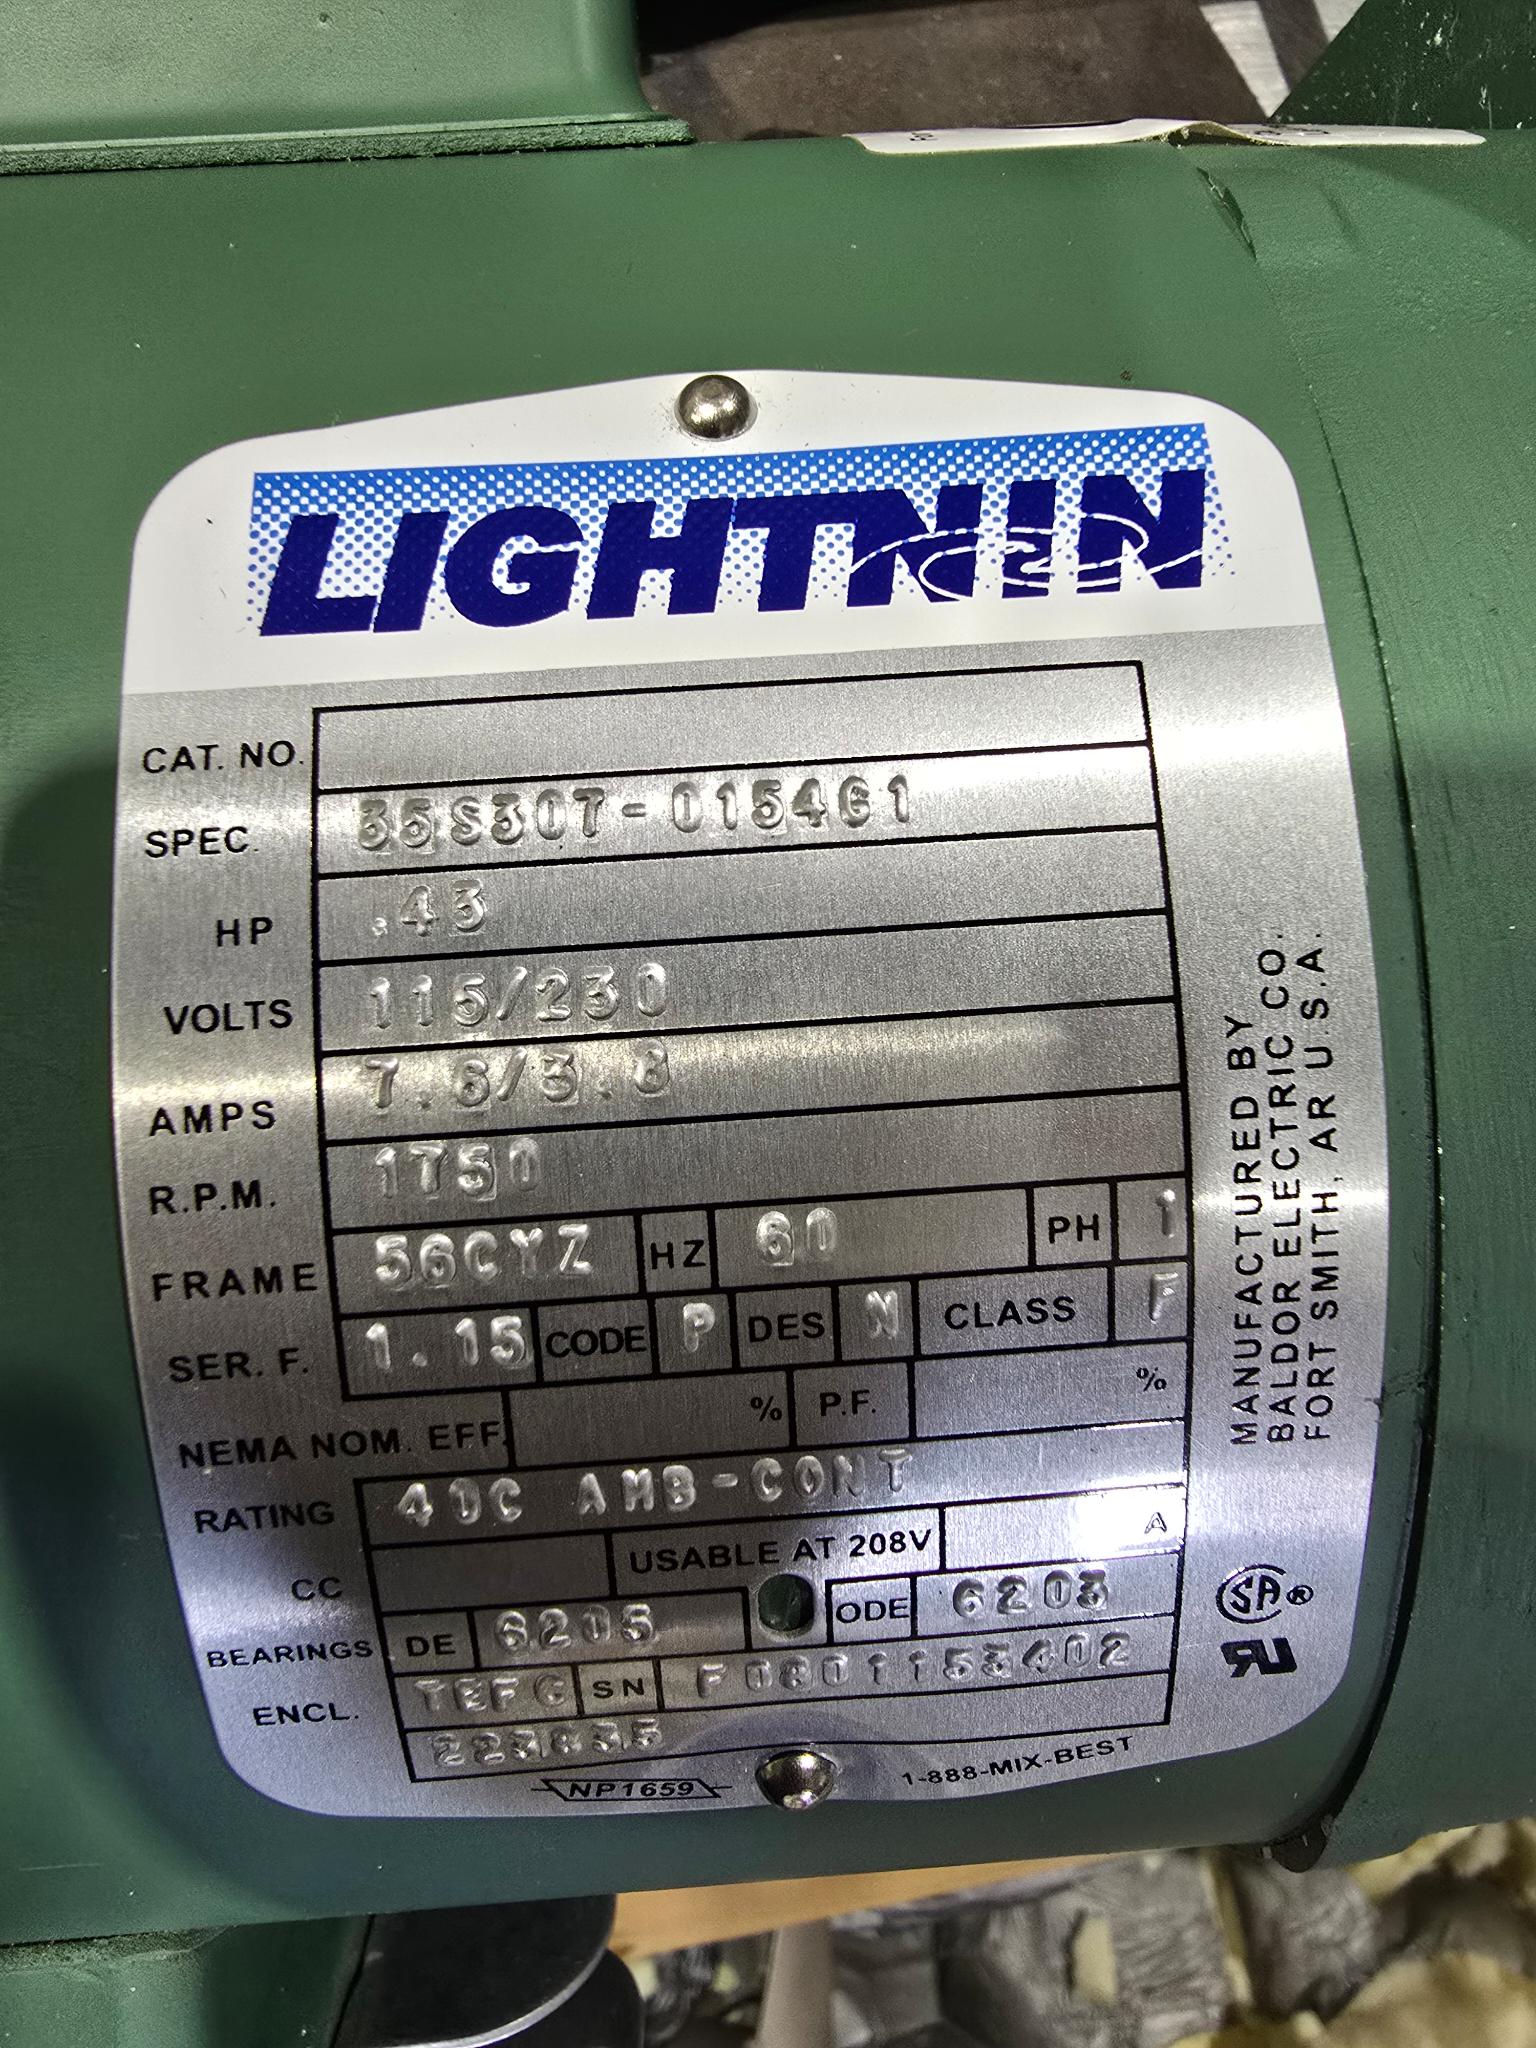 LIGHTNIN
CAT. NO.
SPEC. 35S307-0154G1
HP .43
VOLTS 115/230
AMPS 7.6/3.8
R.P.M. 1750
FRAME 56CYZ HZ 60 PH 1
SER. F. 1.15 CODE P DES N CLASS F
NEMA NOM. EFF. % P.F. %
RATING 40C AMB-CONT
CC USABLE AT 208V A
BEARINGS DE 6205 ODE 6203
ENCL. TEFC SN F0801153402
NP1659 1-888-MIX-BEST
MANUFACTURED BY
BALDOR ELECTRIC CO.
FORT SMITH, AR U.S.A.
SA ®
RU